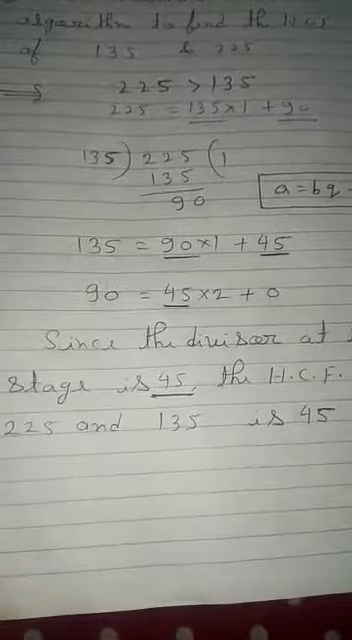 algorithm to find the H.C.F
of 135 & 225
⇒ 225 > 135
225 = 135 x 1 + 90
135 ) 225 ( 1
135
90
a = bq
135 = 90 x 1 + 45
90 = 45 x 2 + 0
Since the divisor at
stage is 45, the H.C.F.
225 and 135 is 45